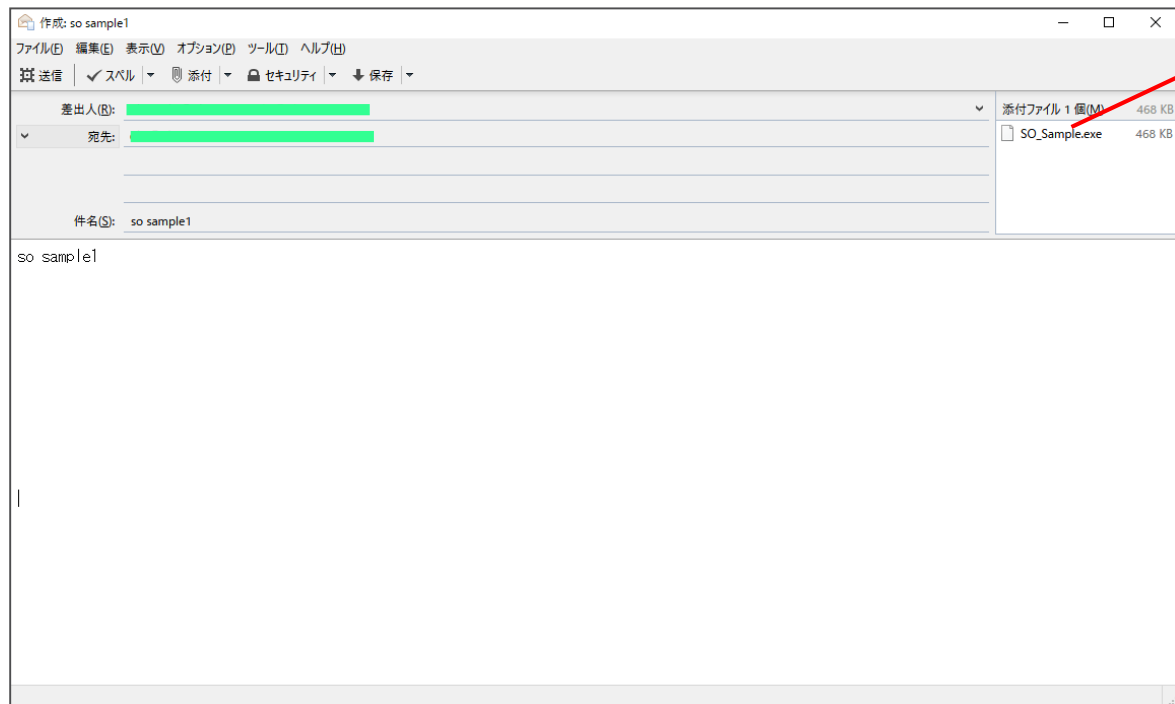 作成: so sample1
ファイル(F) 編集(E) 表示(V) オプション(P) ツール(T) ヘルプ(H)
送信 スペル 添付 セキュリティ 保存
差出人(R):
添付ファイル 1 個(M) 468 KB
宛先:
SO_Sample.exe 468 KB
件名(S): so sample1
so sample1